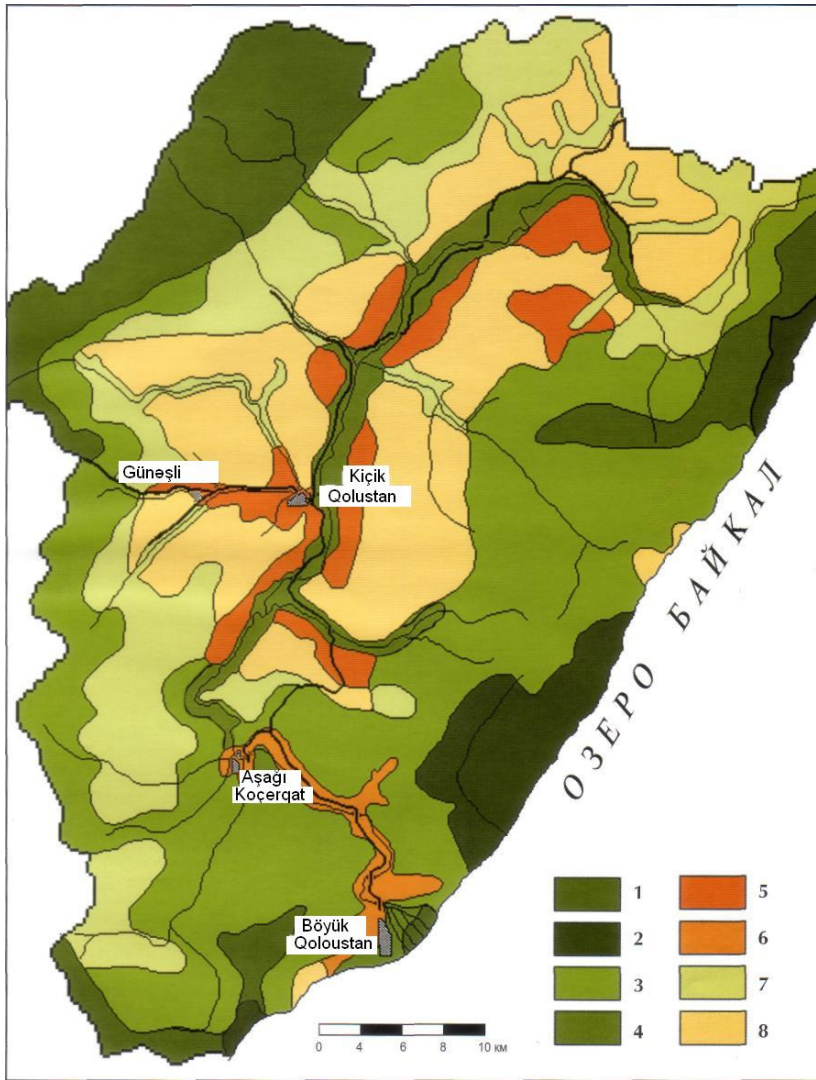 Günəşli
Kiçik
Qolustan
ОЗЕРО БАЙКАЛ
Aşağı
Koçerqat
Böyük
Qoloustan
1 5
2 6
3 7
4 8
0 4 6 8 10 км